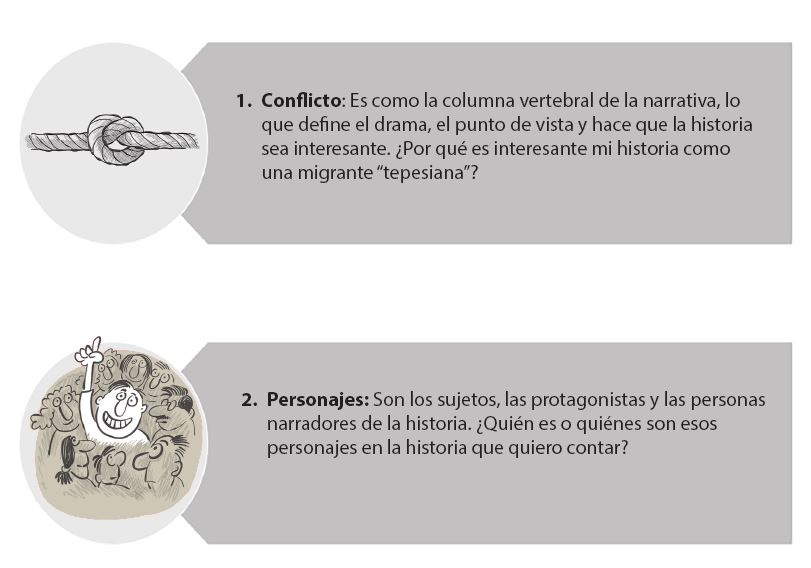 1. Conflicto: Es como la columna vertebral de la narrativa, lo
que define el drama, el punto de vista y hace que la historia
sea interesante. ¿Por qué es interesante mi historia como
una migrante “tepesiana”?
2. Personajes: Son los sujetos, las protagonistas y las personas
narradores de la historia. ¿Quién es o quiénes son esos
personajes en la historia que quiero contar?